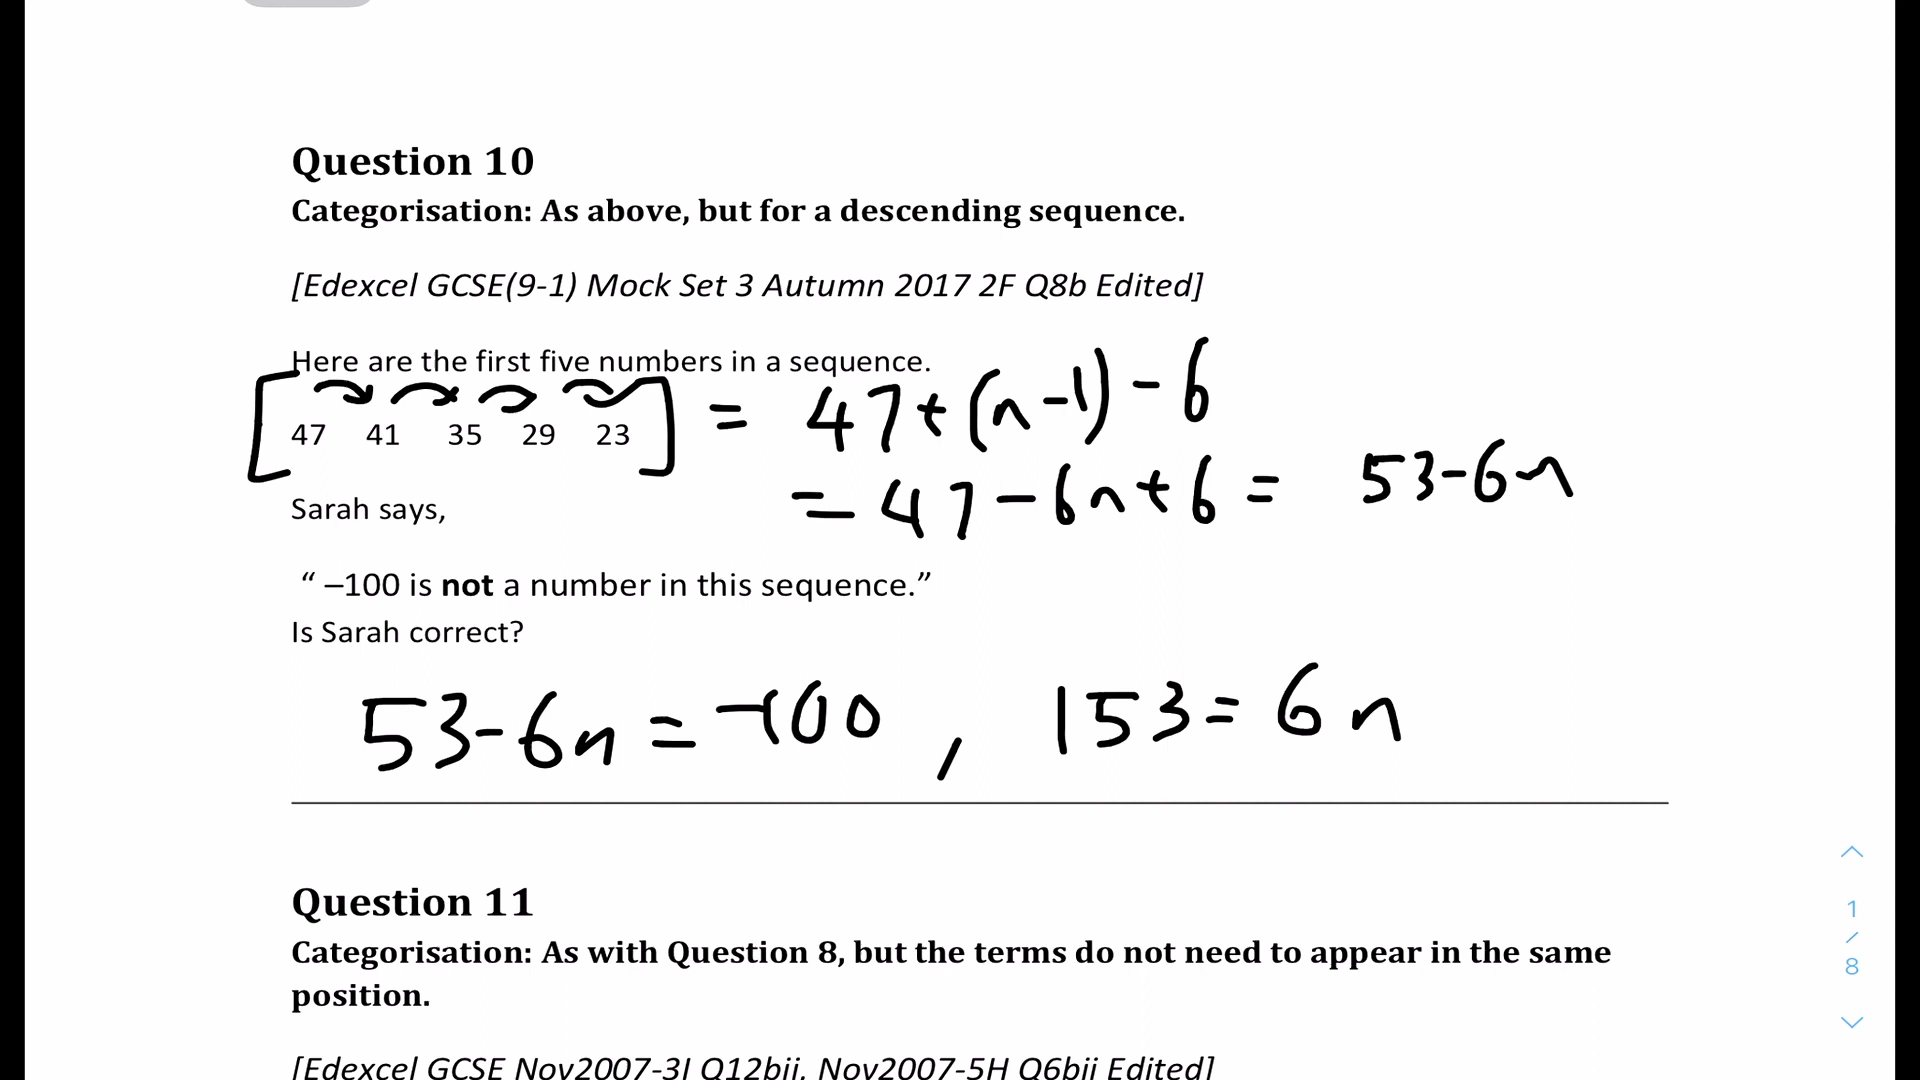 Question 10
Categorisation: As above, but for a descending sequence.
[Edexcel GCSE(9-1) Mock Set 3 Autumn 2017 2F Q8b Edited]
Here are the first five numbers in a sequence.
[47 41 35 29 23] = 47+(n-1)-6
= 47-6n+6 = 53-6n
Sarah says,
“ –100 is not a number in this sequence.”
Is Sarah correct?
53-6n = -100 , 153 = 6n
Question 11
Categorisation: As with Question 8, but the terms do not need to appear in the same
position.
[Edexcel GCSE Nov2007-3I Q12bii, Nov2007-5H Q6bii Edited]
1
/
8